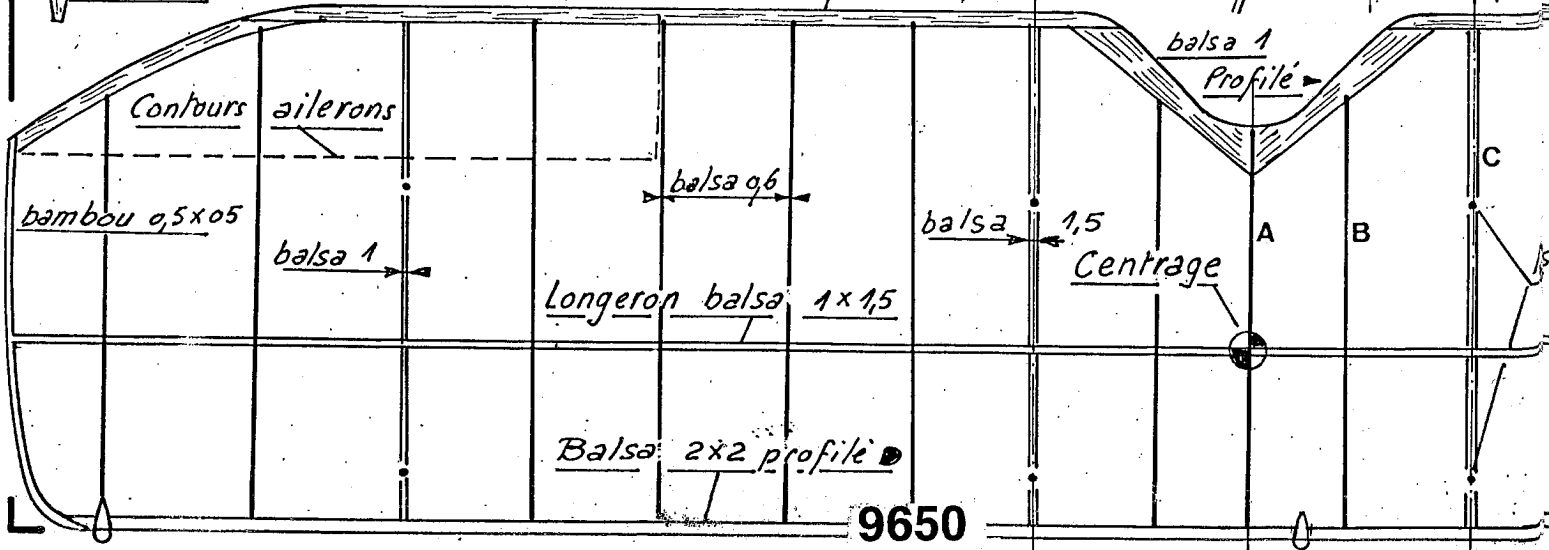 balsa 1
Profilé
Contours ailerons
C
balsa 0,6
bambou 0,5x05
balsa 1,5
A
B
balsa 1
Centrage
Longeron balsa 1x1,5
Balsa 2x2 profilé
9650